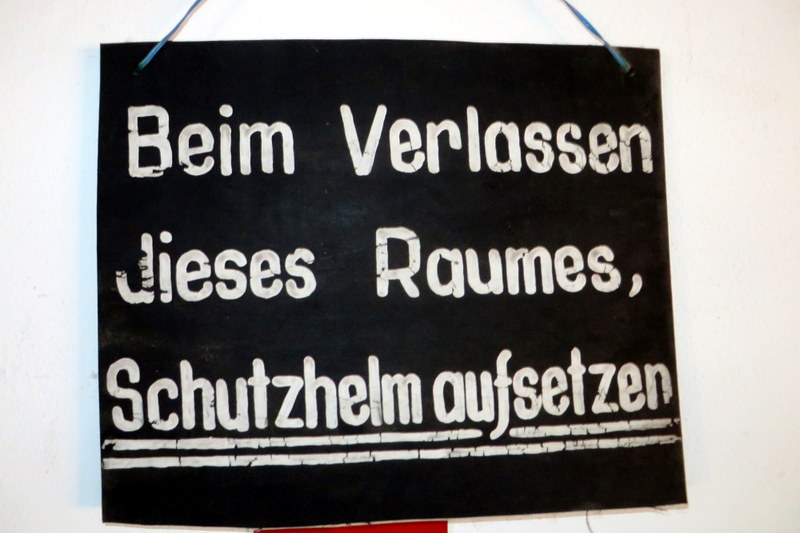 Beim Verlassen
dieses Raumes,
Schutzhelm aufsetzen